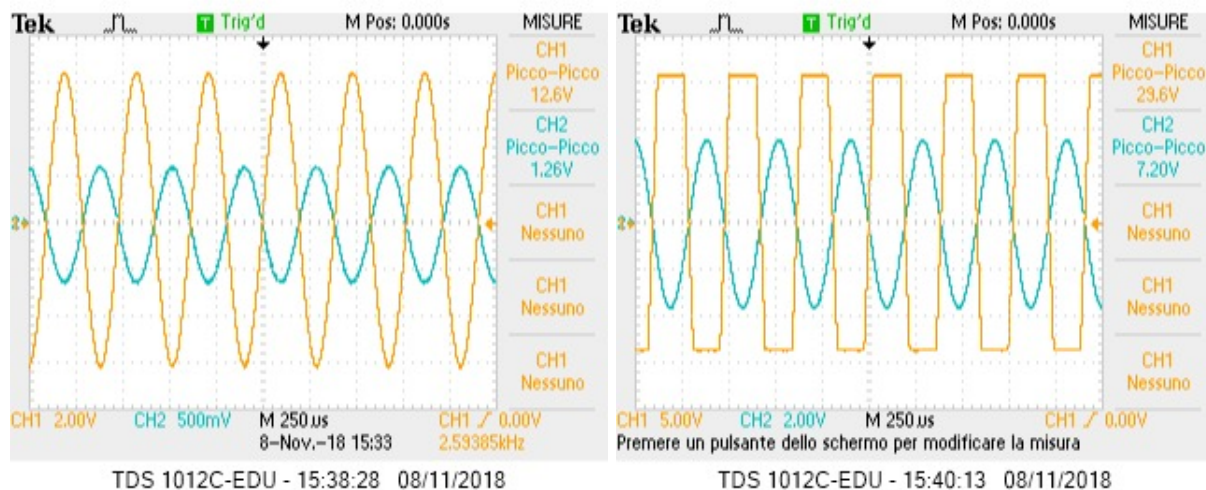 Tek T Trig'd M Pos: 0.000s MISURE
CH1
Picco-Picco
12.6V
CH2
Picco-Picco
1.26V
CH1
Nessuno
CH1
Nessuno
CH1
Nessuno
2
CH1 2.00V CH2 500mV M 250µs CH1 0.00V
8-Nov.-18 15:33 2.59385kHz
TDS 1012C-EDU - 15:38:28 08/11/2018
Tek T Trig'd M Pos: 0.000s MISURE
CH1
Picco-Picco
29.6V
CH2
Picco-Picco
7.20V
CH1
Nessuno
CH1
Nessuno
CH1
Nessuno
2
CH1 5.00V CH2 2.00V M 250µs CH1 0.00V
Premere un pulsante dello schermo per modificare la misura
TDS 1012C-EDU - 15:40:13 08/11/2018